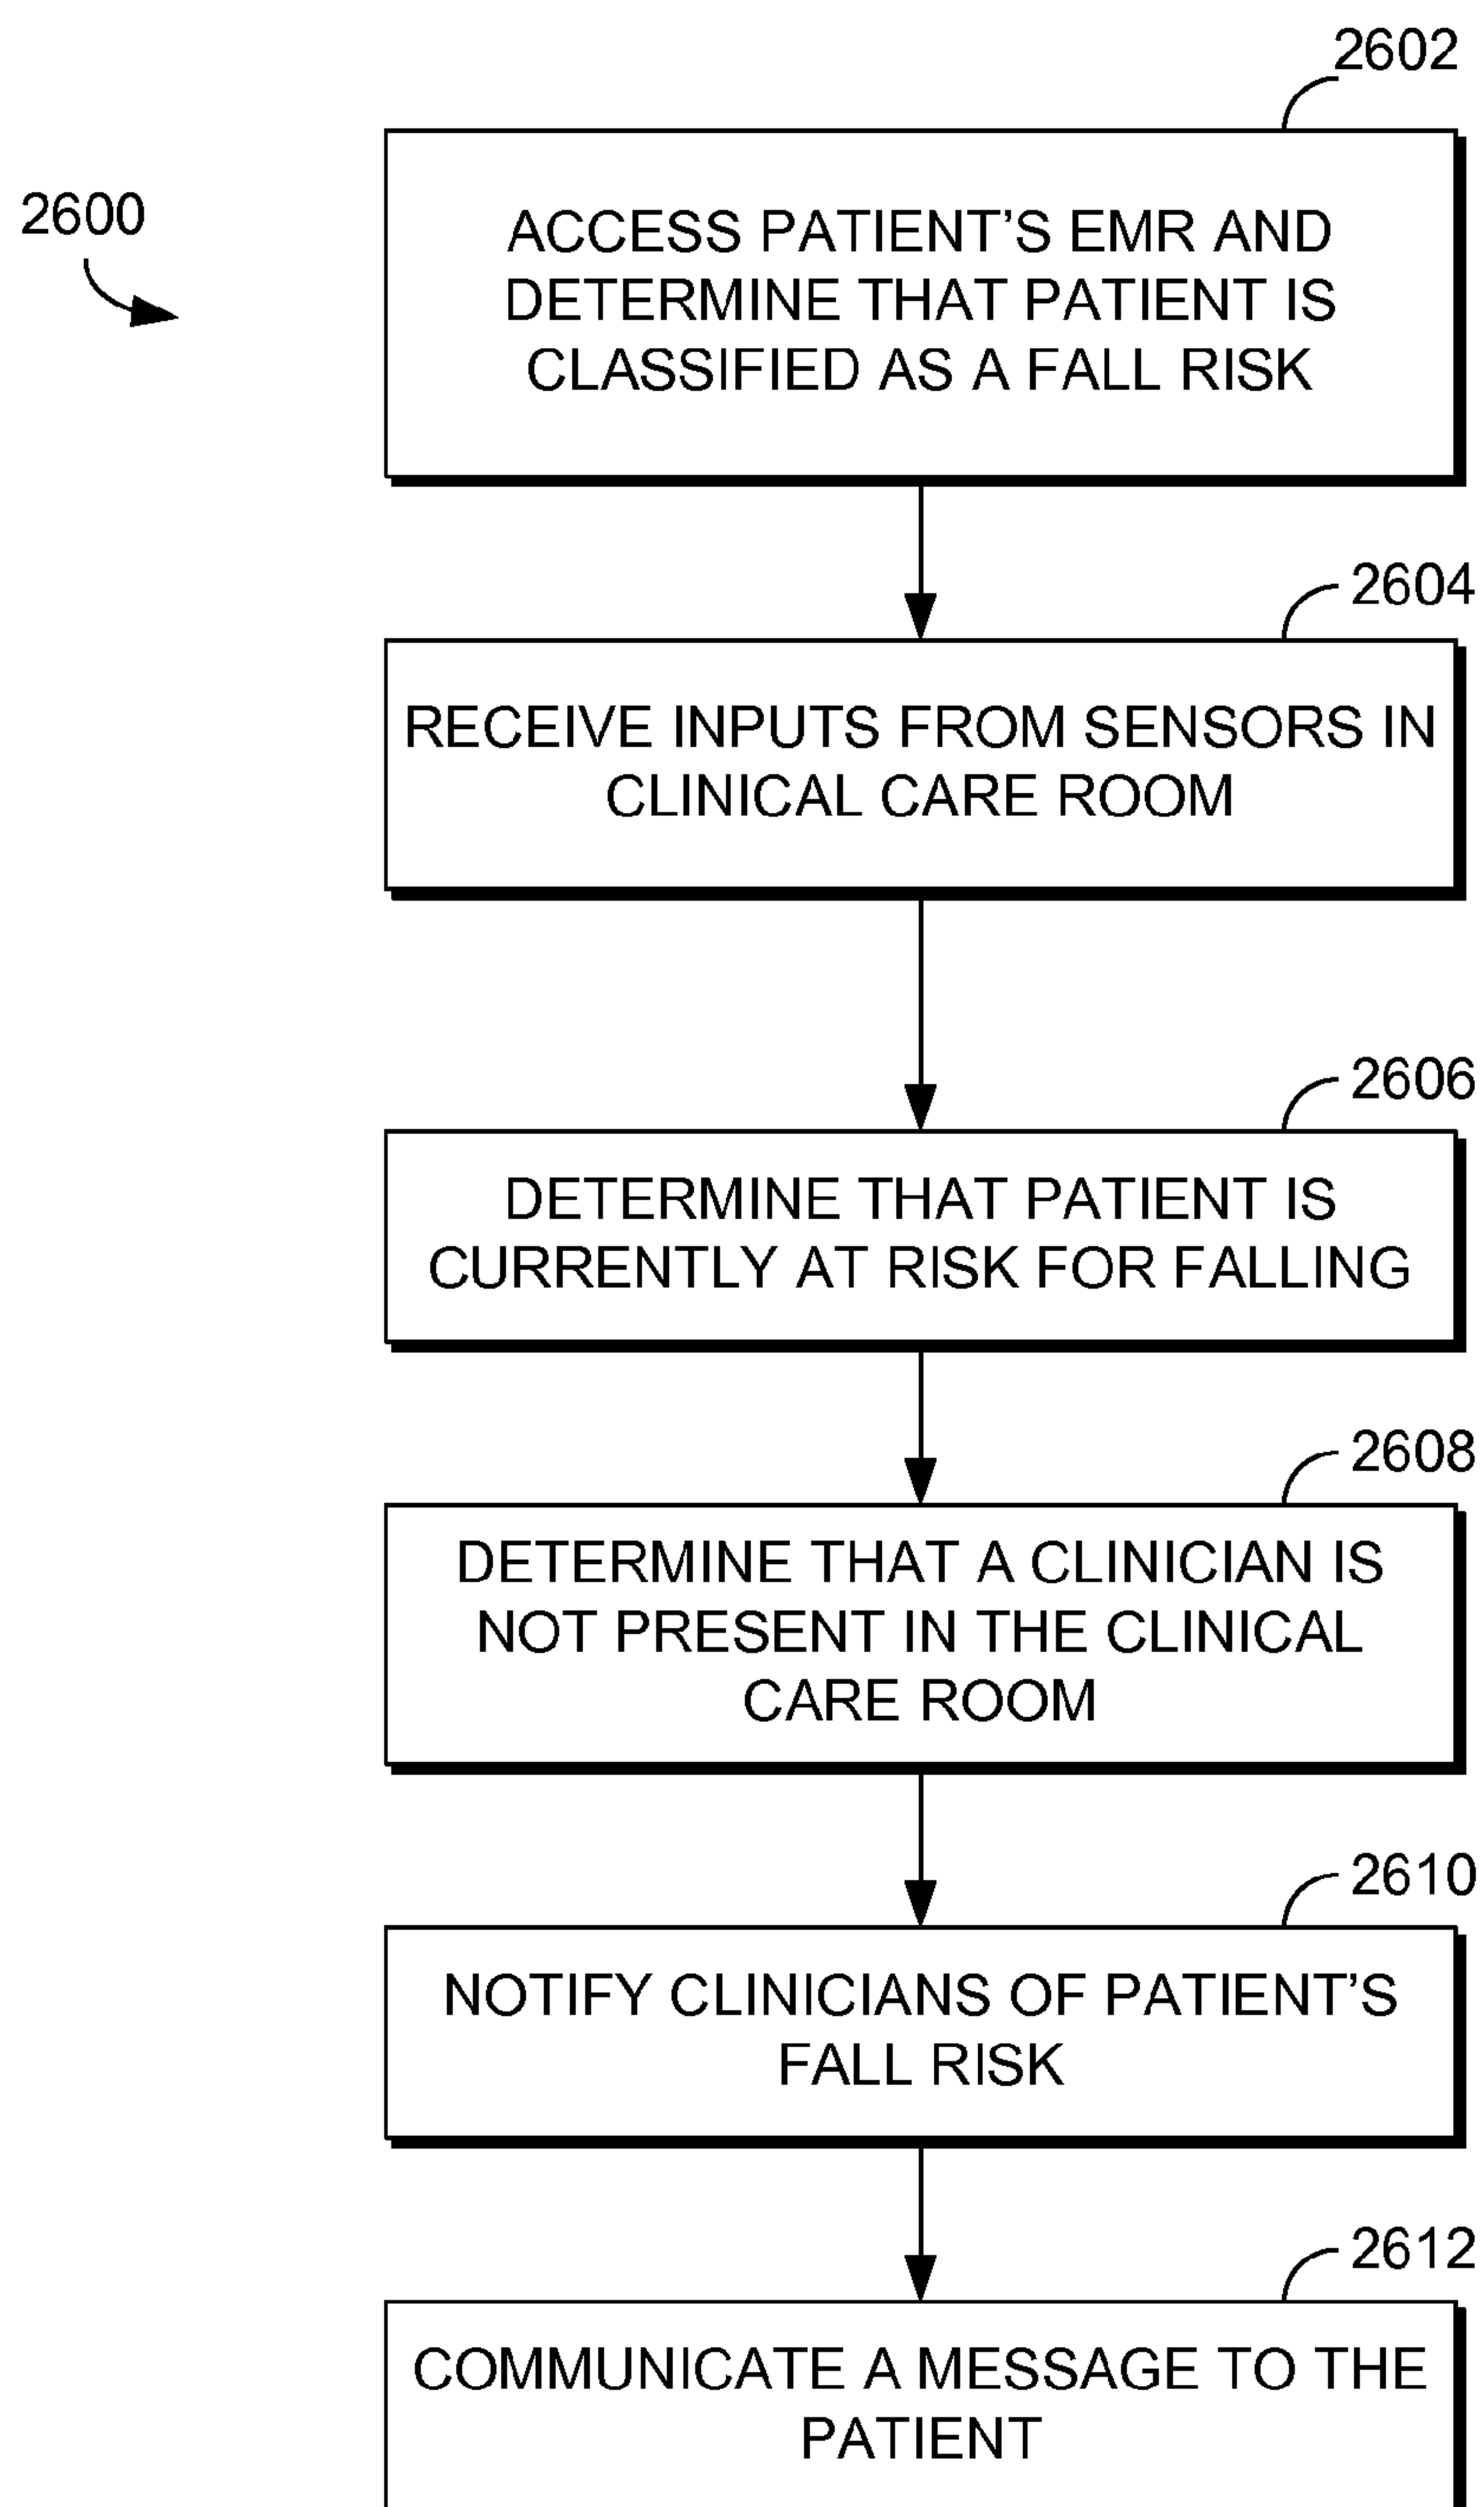 2602
2600
ACCESS PATIENT’S EMR AND
DETERMINE THAT PATIENT IS
CLASSIFIED AS A FALL RISK
2604
RECEIVE INPUTS FROM SENSORS IN
CLINICAL CARE ROOM
2606
DETERMINE THAT PATIENT IS
CURRENTLY AT RISK FOR FALLING
2608
DETERMINE THAT A CLINICIAN IS
NOT PRESENT IN THE CLINICAL
CARE ROOM
2610
NOTIFY CLINICIANS OF PATIENT’S
FALL RISK
2612
COMMUNICATE A MESSAGE TO THE
PATIENT